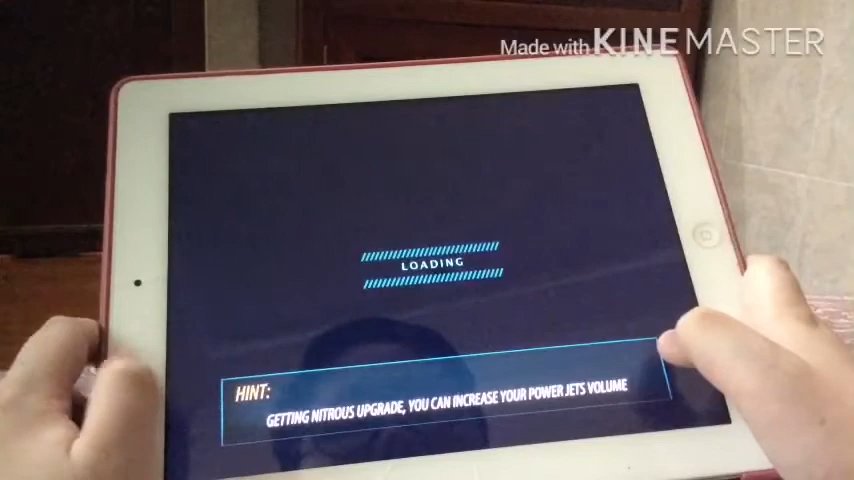 Made with KINEMASTER
LOADING
HINT:
GETTING NITROUS UPGRADE, YOU CAN INCREASE YOUR POWER JETS VOLUME